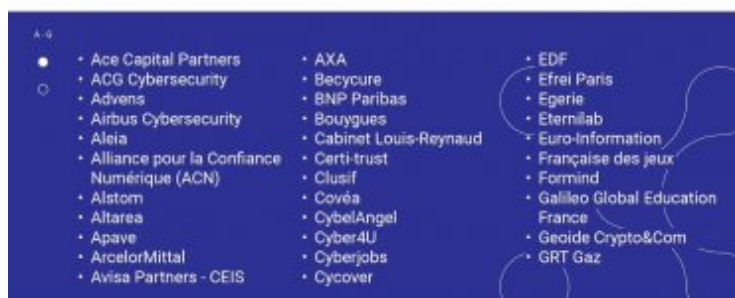 A-G
• Ace Capital Partners
• ACG Cybersecurity
• Advens
• Airbus Cybersecurity
• Aleia
• Alliance pour la Confiance
Numérique (ACN)
• Alstom
• Altarea
• Apave
• ArcelorMittal
• Avisa Partners - CEIS
• AXA
• Becycure
• BNP Paribas
• Bouygues
• Cabinet Louis-Reynaud
• Certi-trust
• Clusif
• Covéa
• CybelAngel
• Cyber4U
• Cyberjobs
• Cycover
• EDF
• Efrei Paris
• Egerie
• Eternilab
• Euro-Information
• Française des jeux
• Formind
• Galileo Global Education
France
• Geoide Crypto&Com
• GRT Gaz